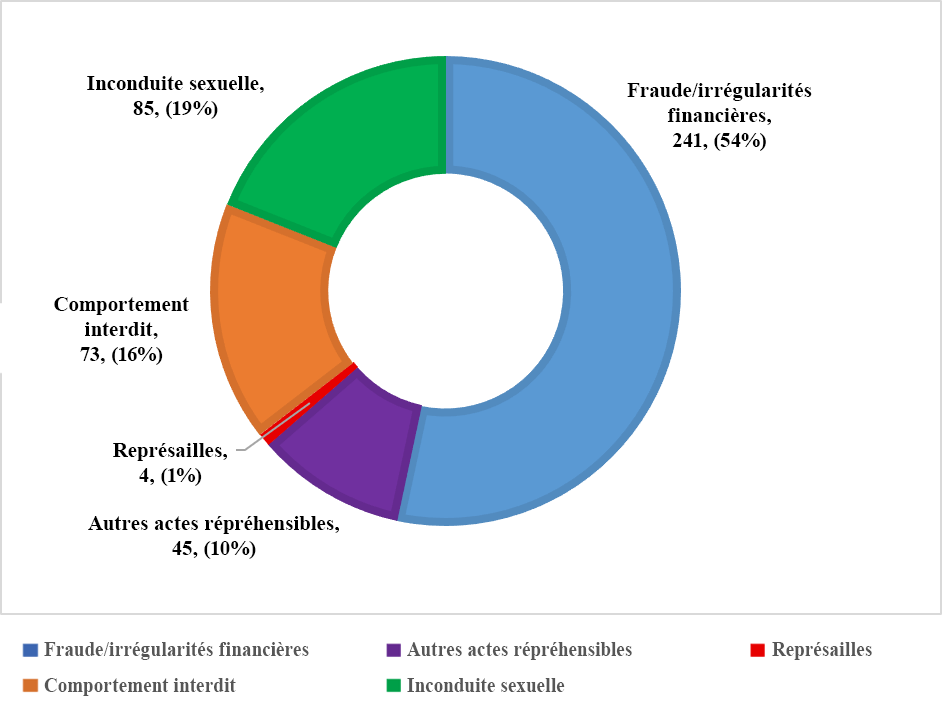 Inconduite sexuelle,
85, (19%)
Fraude/irrégularités
financières,
241, (54%)
Comportement
interdit,
73, (16%)
Représailles,
4, (1%)
Autres actes répréhensibles,
45, (10%)
Fraude/irrégularités financières
Autres actes répréhensibles
Représailles
Comportement interdit
Inconduite sexuelle